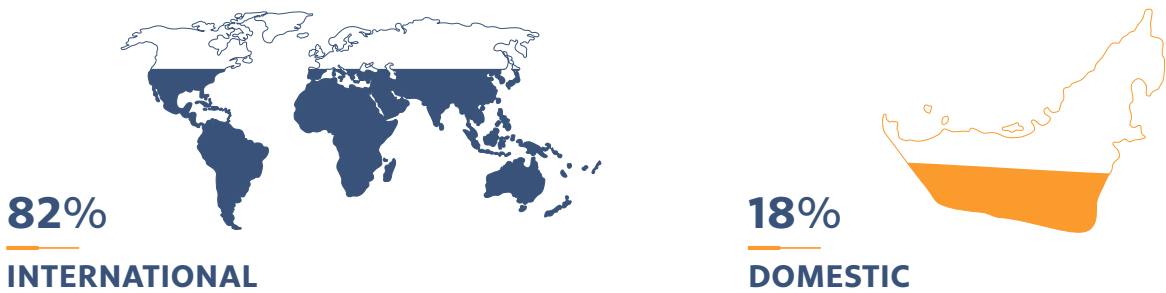 82%
INTERNATIONAL
18%
DOMESTIC